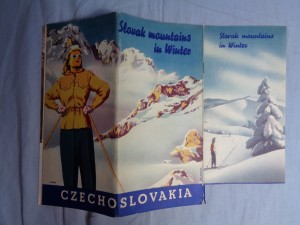 Slovak mountains
in Winter
CZECHOSLOVAKIA
Slovak mountains
in Winter